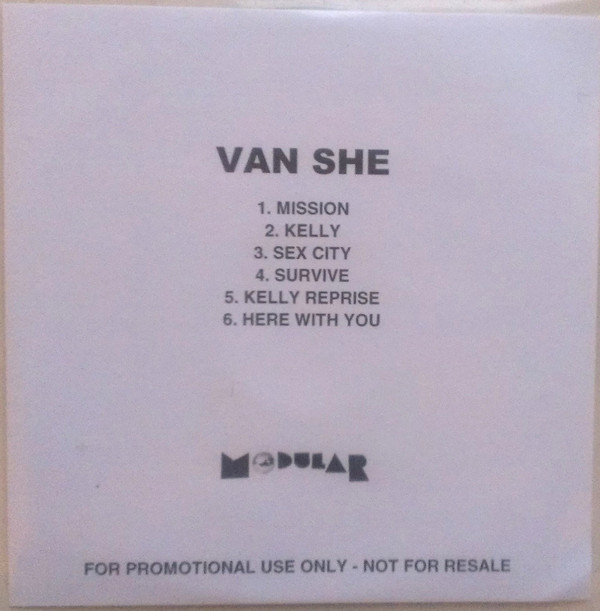 VAN SHE
1. MISSION
2. KELLY
3. SEX CITY
4. SURVIVE
5. KELLY REPRISE
6. HERE WITH YOU
MODULAR
FOR PROMOTIONAL USE ONLY - NOT FOR RESALE